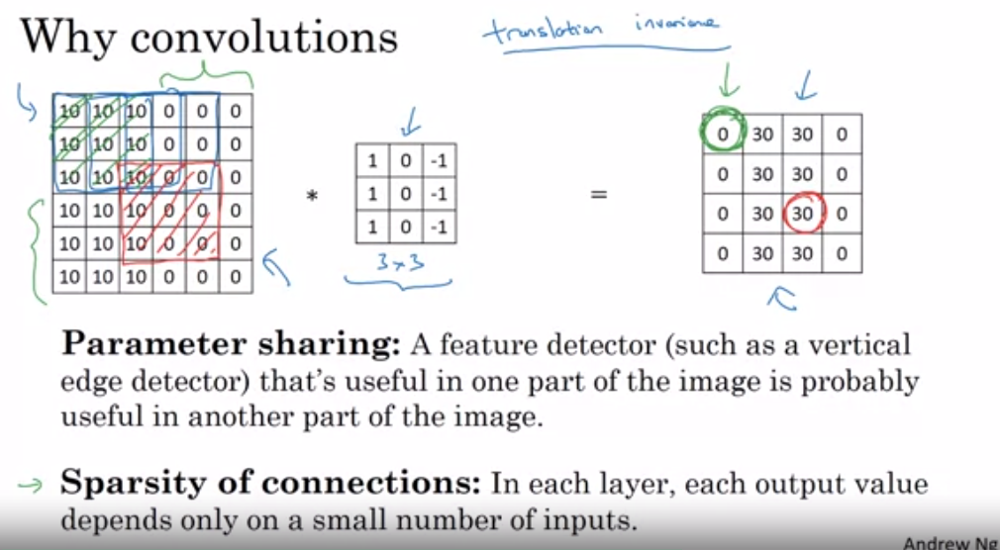 Why convolutions
translation invariance
10 10 10 0 0 0
10 10 10 0 0 0
10 10 10 0 0 0
10 10 10 0 0 0
10 10 10 0 0 0
10 10 10 0 0 0
*
1 0 -1
1 0 -1
1 0 -1
3×3
=
0 30 30 0
0 30 30 0
0 30 30 0
0 30 30 0
Parameter sharing: A feature detector (such as a vertical
edge detector) that's useful in one part of the image is probably
useful in another part of the image.
→ Sparsity of connections: In each layer, each output value
depends only on a small number of inputs.
Andrew Ng